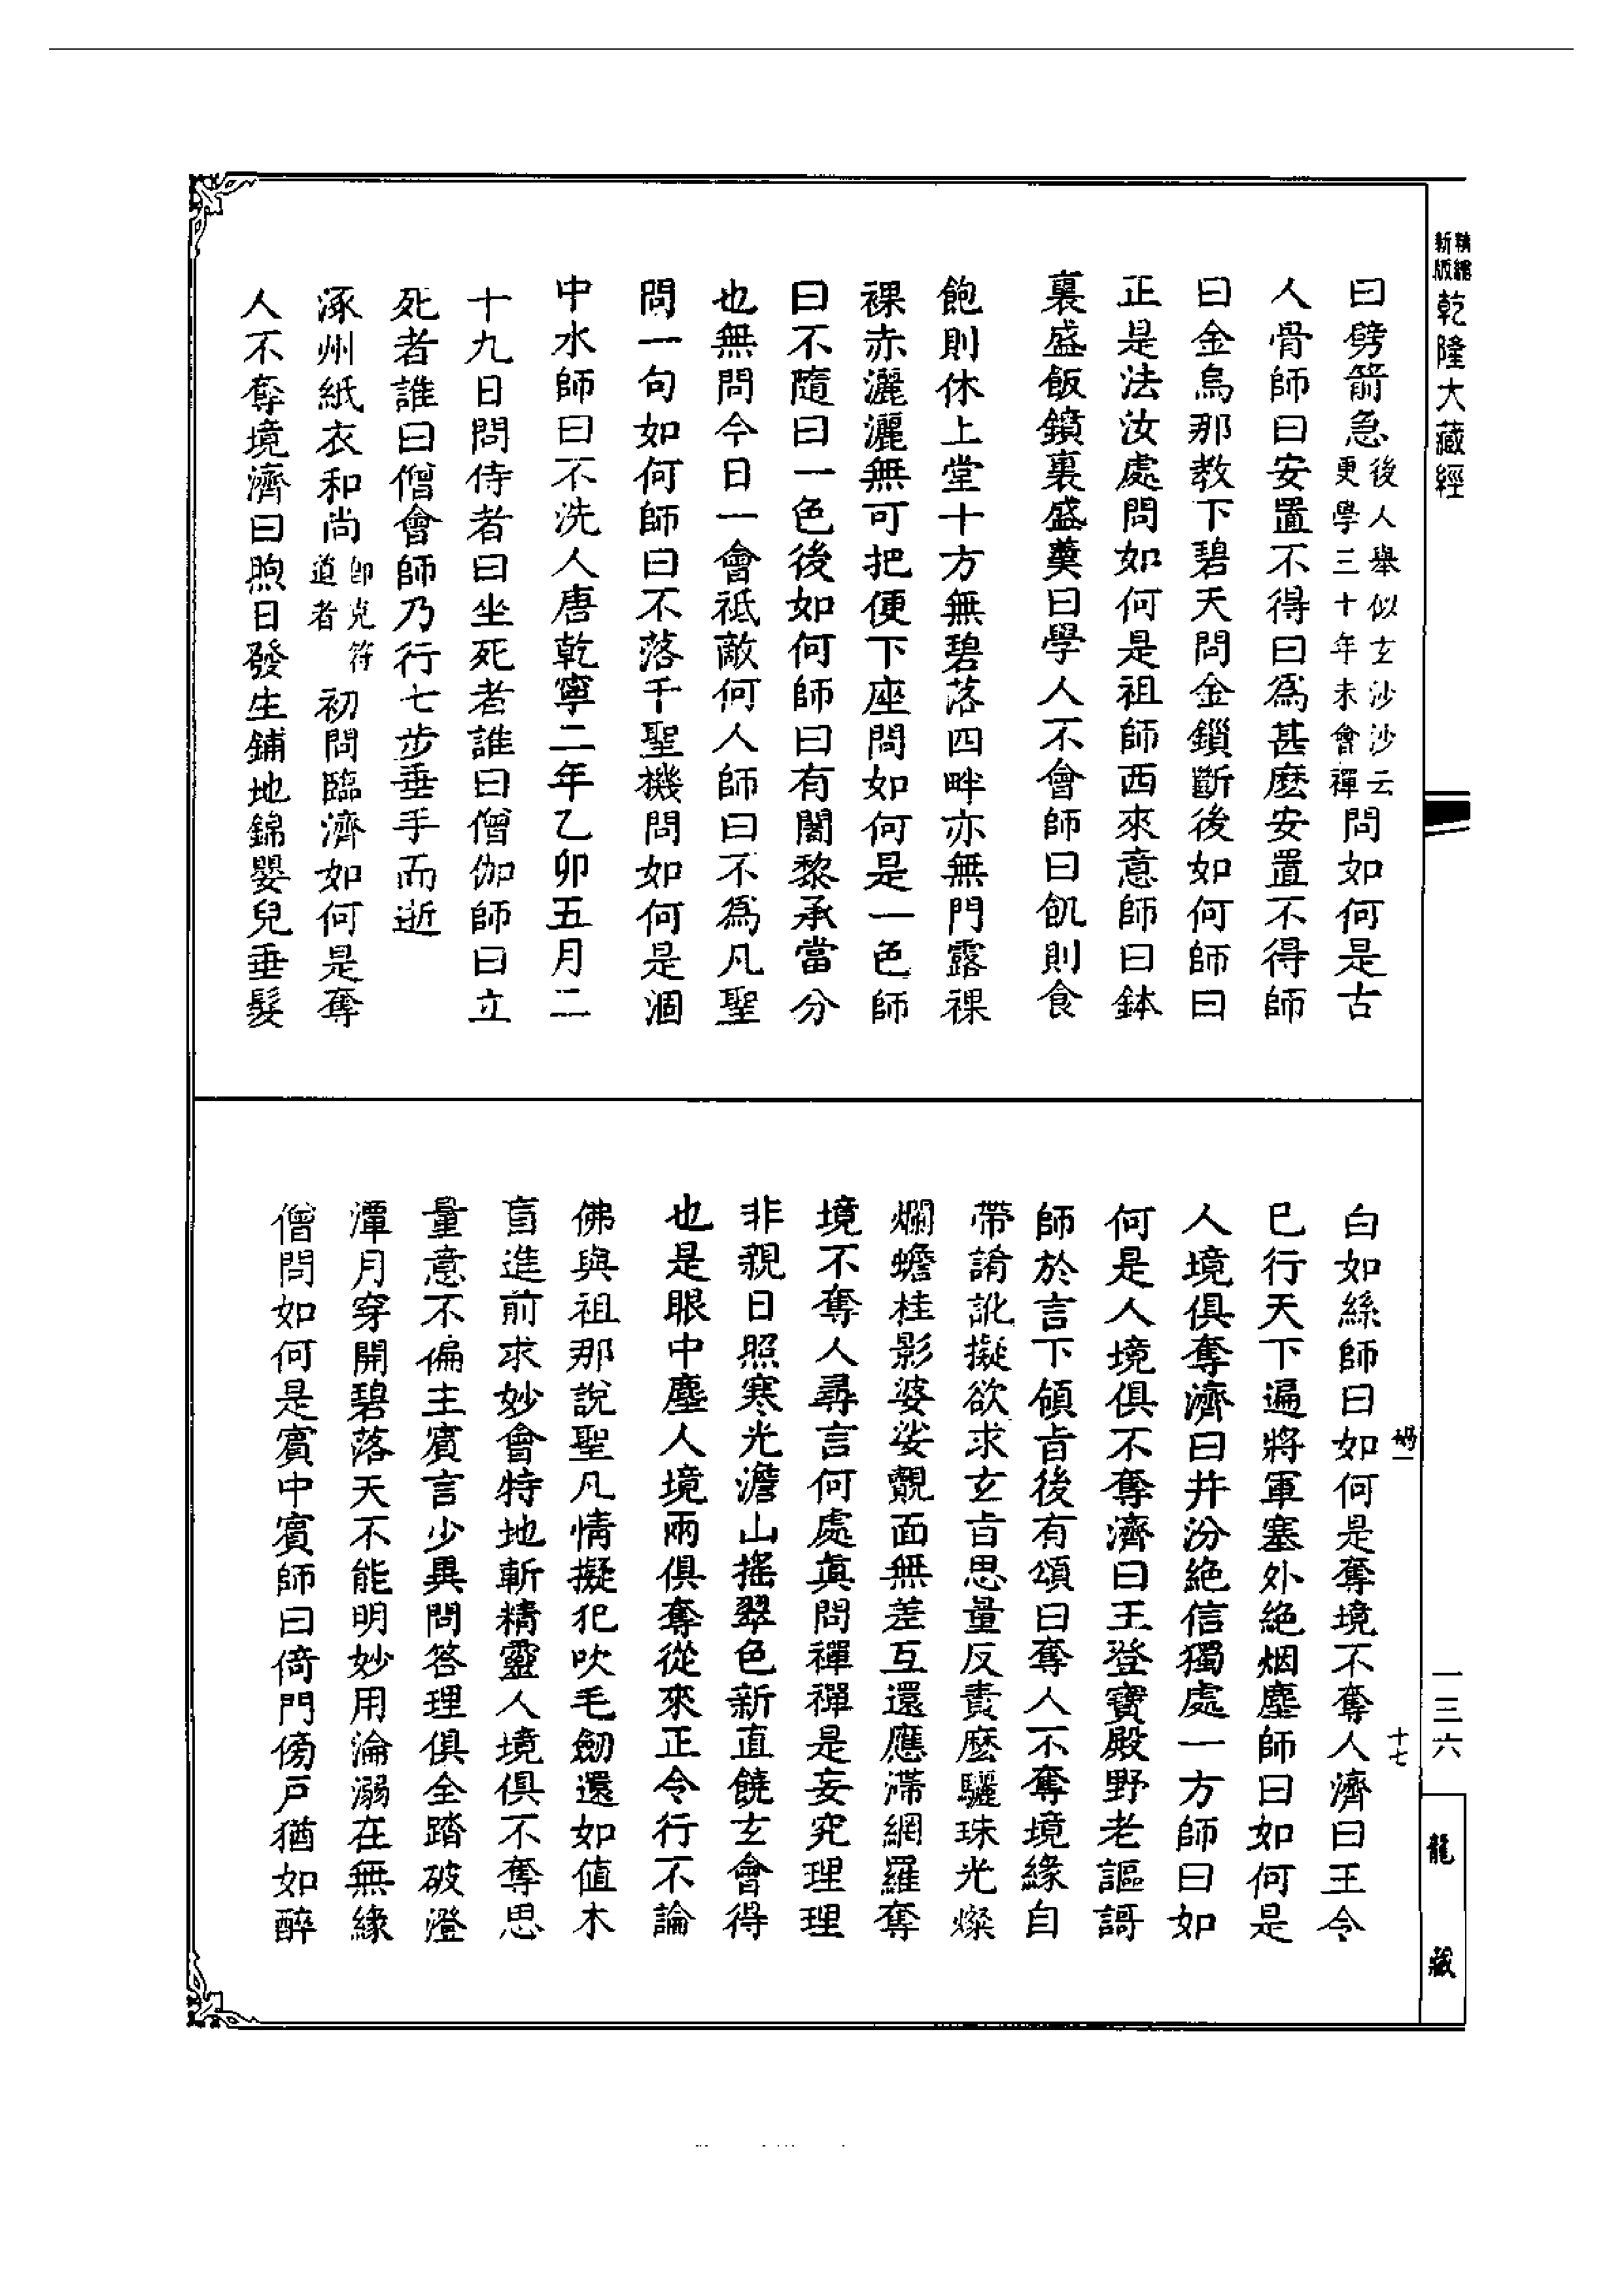 精繪新版乾隆大藏經
曰劈箭急後人舉似玄沙沙云更學三十年未會禪問如何是古
人骨師曰安置不得曰爲甚麽安置不得師
曰金烏那教下碧天問金鎖斷後如何師曰
正是法汝處問如何是祖師西來意師曰鉢
裏盛飯鐼裏盛羹曰學人不會師曰飢則食
飽則休上堂十方無碧落四畔亦無門露裸
裸赤灑灑無可把便下座問如何是一色師
曰不隨曰一色後如何師曰有闍黎承當分
也無問今日一會祗敵何人師曰不爲凡聖
問一句如何師曰不落千聖機問如何是洄
中水師曰不洗人唐乾寧二年乙卯五月二
十九日問侍者曰坐死者誰曰僧伽師曰立
死者誰曰僧會師乃行七步垂手而逝
涿州紙衣和尚即克符道者初問臨濟如何是奪
人不奪境濟曰煦日發生鋪地錦嬰兒垂髮
白如絲師曰如何是奪境不奪人濟曰王令
已行天下遍將軍塞外絶烟塵師曰如何是
人境俱奪濟曰并汾絶信獨處一方師曰如
何是人境俱不奪濟曰王登寶殿野老謳謌
師於言下領旨後有頌曰奪人不奪境緣自
帶誵訛擬欲求玄旨思量反責麽驪珠光燦
爛蟾桂影婆娑覿面無差互還應滯網羅奪
境不奪人尋言何處眞問禪禪是妄究理理
非親日照寒光澹山搖翠色新直饒玄會得
也是眼中塵人境兩俱奪從來正令行不論
佛與祖那說聖凡情擬犯吹毛劒還如值木
盲進前求妙會特地斬精靈人境俱不奪思
量意不偏主賓言少異問答理俱全踏破澄
潭月穿開碧落天不能明妙用淪溺在無緣
僧問如何是賓中賓師曰倚門傍戶猶如醉
一三六
十七
龍藏